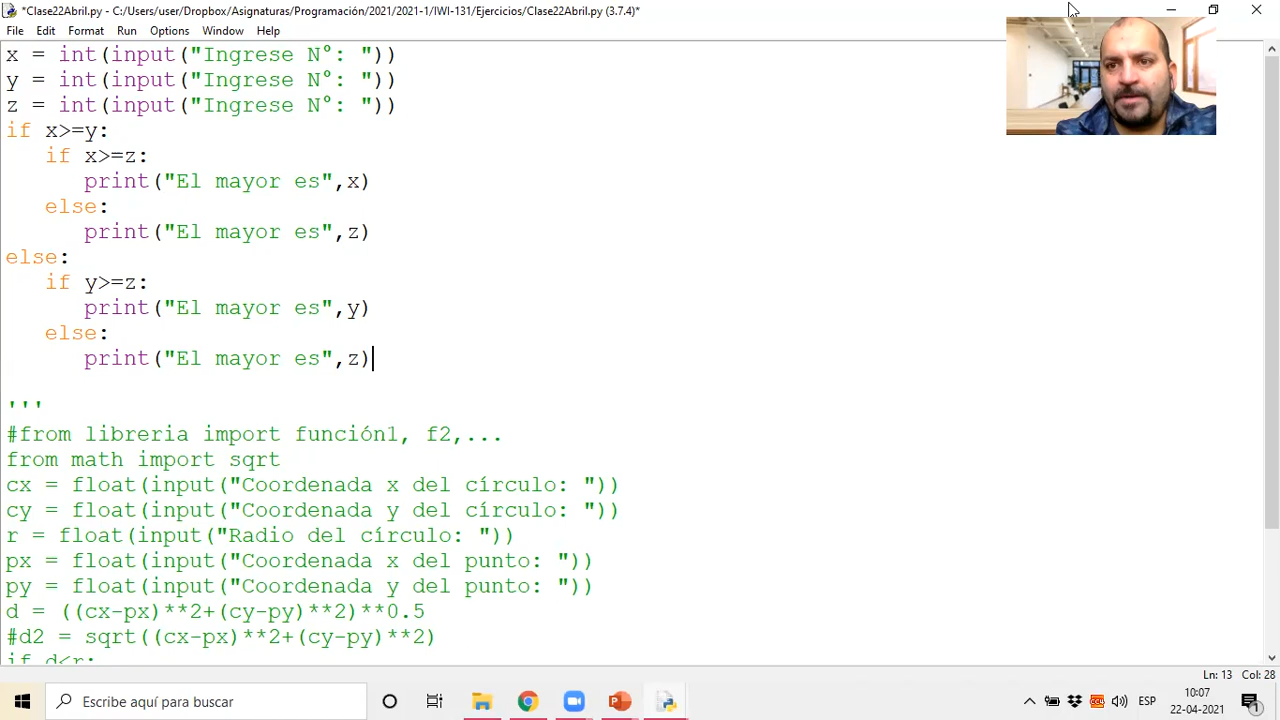 *Clase22Abril.py - C:/Users/user/Dropbox/Asignaturas/Programación/2021/2021-1/IWI-131/Ejercicios/Clase22Abril.py (3.7.4)*
File Edit Format Run Options Window Help
x = int(input("Ingrese N°: "))
y = int(input("Ingrese N°: "))
z = int(input("Ingrese N°: "))
if x>=y:
   if x>=z:
      print("El mayor es",x)
   else:
      print("El mayor es",z)
else:
   if y>=z:
      print("El mayor es",y)
   else:
      print("El mayor es",z)
'''
#from libreria import función1, f2,...
from math import sqrt
cx = float(input("Coordenada x del círculo: "))
cy = float(input("Coordenada y del círculo: "))
r = float(input("Radio del círculo: "))
px = float(input("Coordenada x del punto: "))
py = float(input("Coordenada y del punto: "))
d = ((cx-px)**2+(cy-py)**2)**0.5
#d2 = sqrt((cx-px)**2+(cy-py)**2)
if d<r:
Ln: 13 Col: 28
Escribe aquí para buscar
ESP
10:07
22-04-2021
1